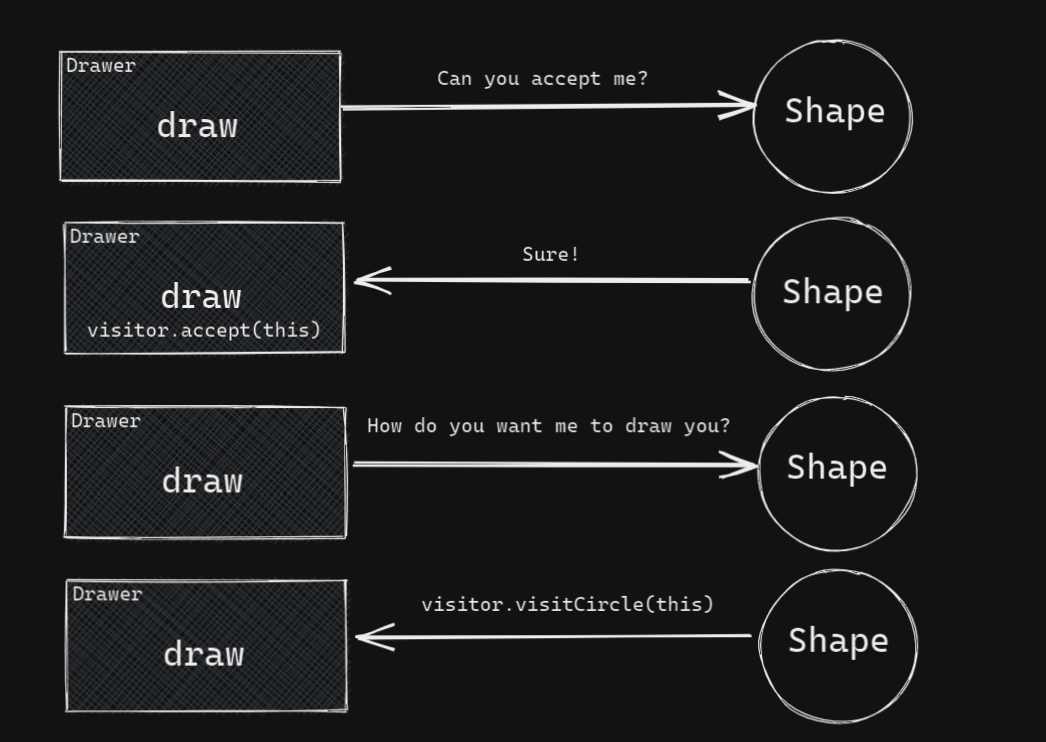 Drawer
Can you accept me?
draw
Shape
Drawer
Sure!
draw
Shape
visitor.accept(this)
Drawer
How do you want me to draw you?
draw
Shape
Drawer
visitor.visitCircle(this)
draw
Shape